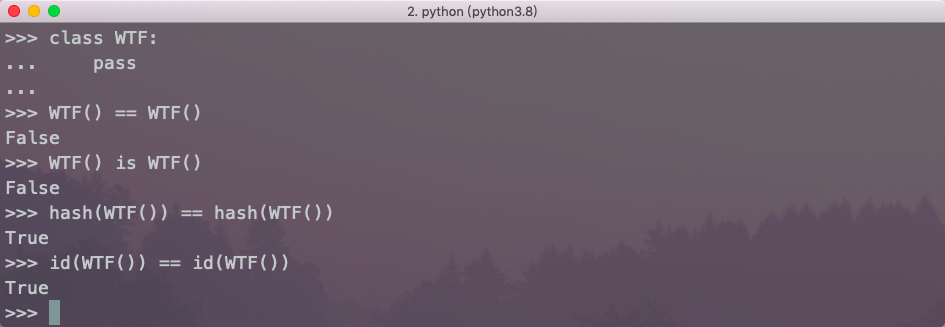 2. python (python3.8)
>>> class WTF:
...     pass
...
>>> WTF() == WTF()
False
>>> WTF() is WTF()
False
>>> hash(WTF()) == hash(WTF())
True
>>> id(WTF()) == id(WTF())
True
>>>